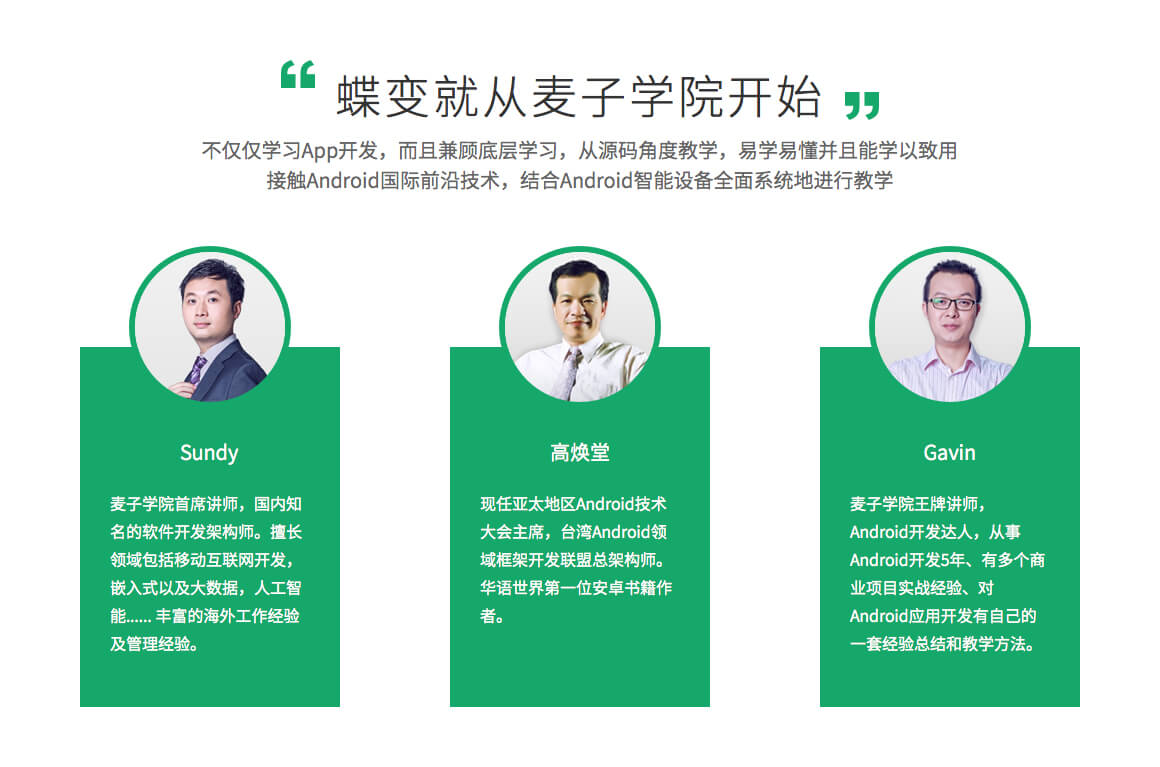 “ 蝶变就从麦子学院开始 ”
不仅仅学习App开发，而且兼顾底层学习，从源码角度教学，易学易懂并且能学以致用
接触Android国际前沿技术，结合Android智能设备全面系统地进行教学
Sundy
麦子学院首席讲师，国内知
名的软件开发架构师。擅长
领域包括移动互联网开发，
嵌入式以及大数据，人工智
能...... 丰富的海外工作经验
及管理经验。
高焕堂
现任亚太地区Android技术
大会主席，台湾Android领
域框架开发联盟总架构师。
华语世界第一位安卓书籍作
者。
Gavin
麦子学院王牌讲师，
Android开发达人，从事
Android开发5年、有多个商
业项目实战经验、对
Android应用开发有自己的
一套经验总结和教学方法。